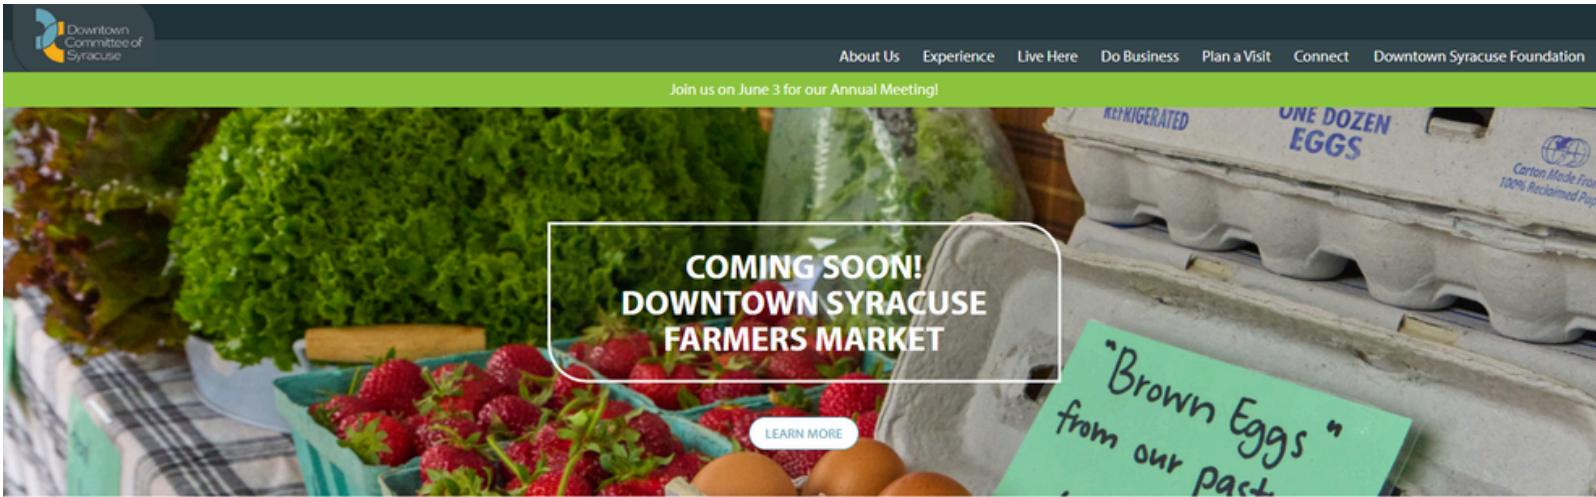 Downtown
Committee of
Syracuse
About Us Experience Live Here Do Business Plan a Visit Connect Downtown Syracuse Foundation
Join us on June 3 for our Annual Meeting!
REFRIGERATED
ONE DOZEN
EGGS
Carton Made
100% Reclaimed
COMING SOON!
DOWNTOWN SYRACUSE
FARMERS MARKET
LEARN MORE
"Brown Eggs"
from our